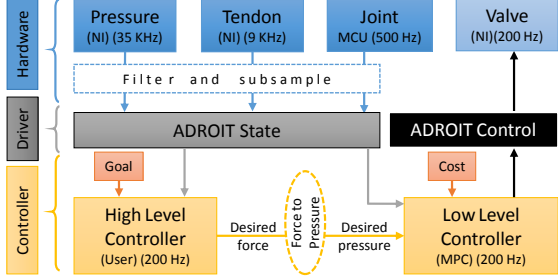 Hardware
Pressure
(NI) (35 KHz)
Tendon
(NI) (9 KHz)
Joint
MCU (500 Hz)
Valve
(NI)(200 Hz)
Filter and subsample
Driver
ADROIT State
ADROIT Control
Controller
Goal
Cost
High Level
Controller
(User) (200 Hz)
Desired
force
Force to
Pressure
Desired
pressure
Low Level
Controller
(MPC) (200 Hz)